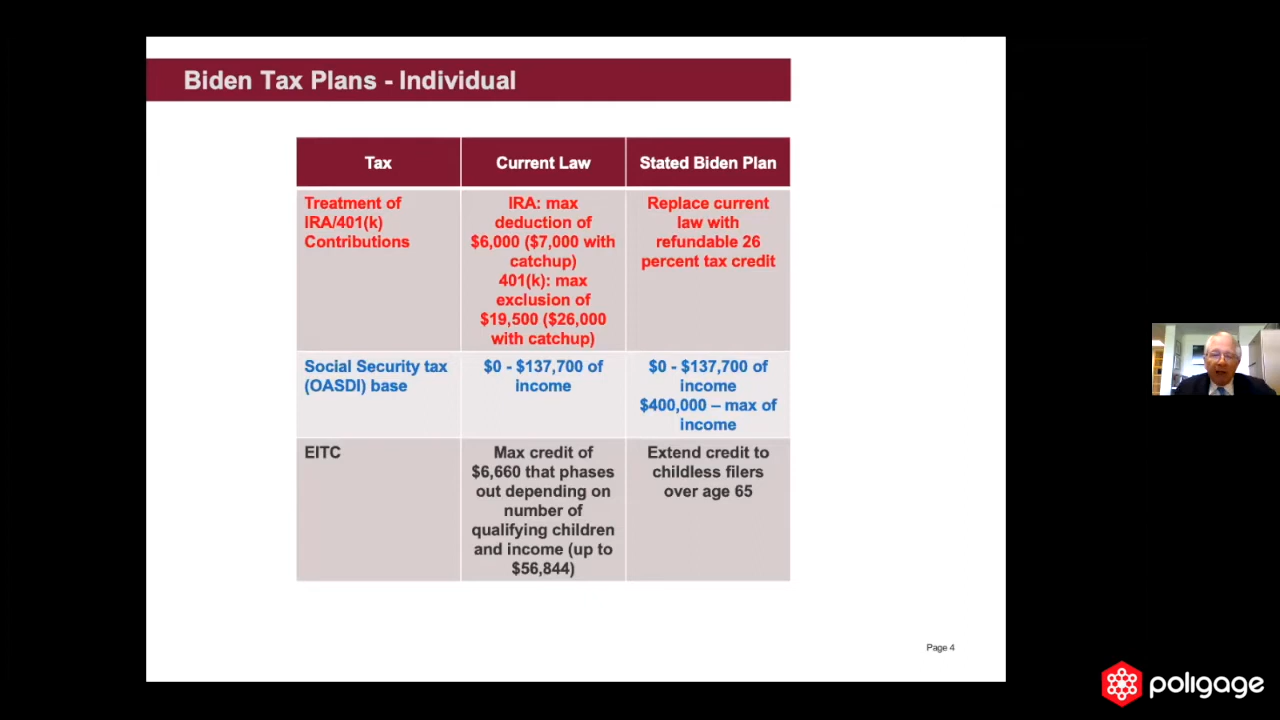 Biden Tax Plans - Individual
Tax
Current Law
Stated Biden Plan
Treatment of
IRA/401(k)
Contributions
IRA: max
deduction of
$6,000 ($7,000 with
catchup)
401(k): max
exclusion of
$19,500 ($26,000
with catchup)
Replace current
law with
refundable 26
percent tax credit
Social Security tax
(OASDI) base
$0 - $137,700 of
income
$0 - $137,700 of
income
$400,000 – max of
income
EITC
Max credit of
$6,660 that phases
out depending on
number of
qualifying children
and income (up to
$56,844)
Extend credit to
childless filers
over age 65
Page 4
poligage